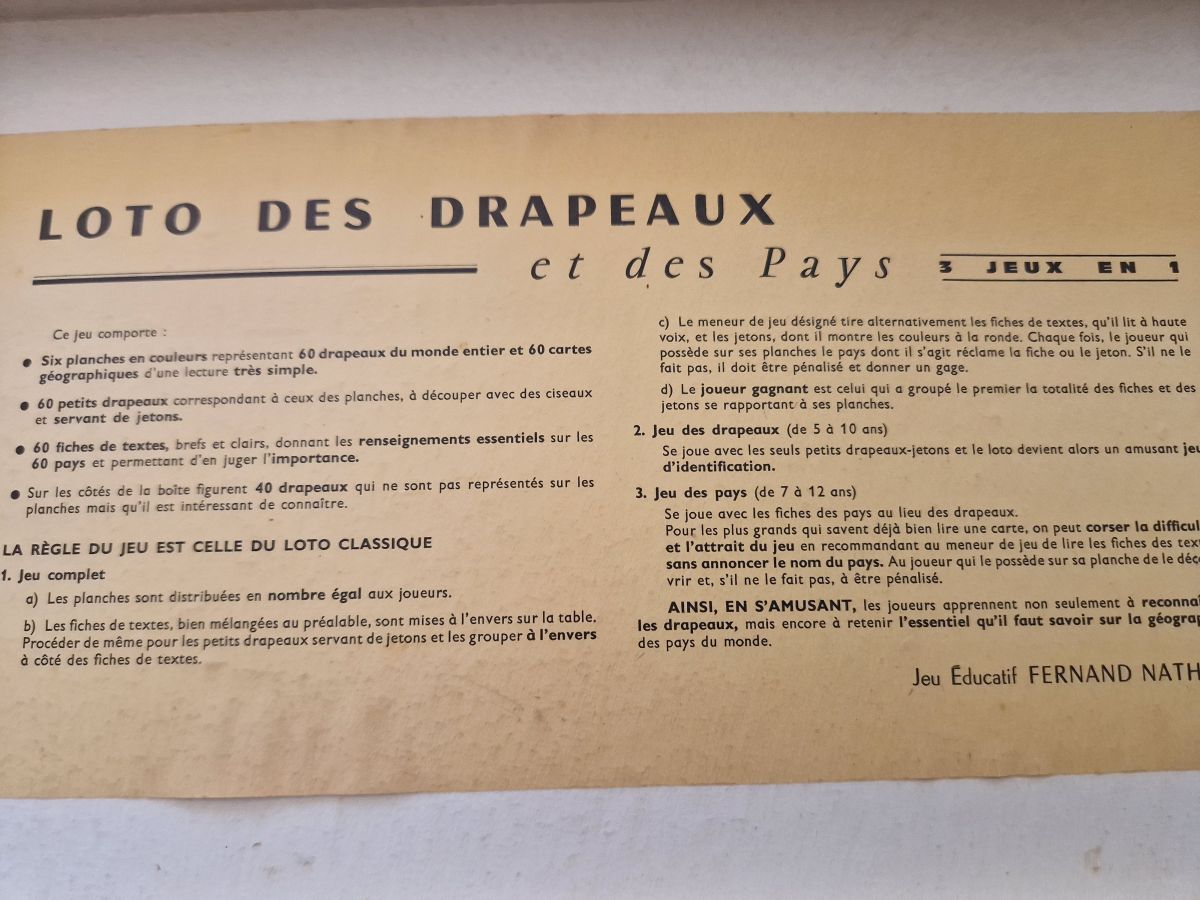 LOTO DES DRAPEAUX
et des Pays
3 JEUX EN 1
Ce jeu comporte :
● Six planches en couleurs représentant 60 drapeaux du monde entier et 60 cartes
géographiques d'une lecture très simple.
● 60 petits drapeaux correspondant à ceux des planches, à découper avec des ciseaux
et servant de jetons.
● 60 fiches de textes, brefs et clairs, donnant les renseignements essentiels sur les
60 pays et permettant d'en juger l'importance.
● Sur les côtés de la boîte figurent 40 drapeaux qui ne sont pas représentés sur les
planches mais qu'il est intéressant de connaître.
LA RÈGLE DU JEU EST CELLE DU LOTO CLASSIQUE
1. Jeu complet
a) Les planches sont distribuées en nombre égal aux joueurs.
b) Les fiches de textes, bien mélangées au préalable, sont mises à l'envers sur la table.
Procéder de même pour les petits drapeaux servant de jetons et les grouper à l'envers
à côté des fiches de textes.
c) Le meneur de jeu désigné tire alternativement les fiches de textes, qu'il lit à haute
voix, et les jetons, dont il montre les couleurs à la ronde. Chaque fois, le joueur qui
possède sur ses planches le pays dont il s'agit réclame la fiche ou le jeton. S'il ne le
fait pas, il doit être pénalisé et donner un gage.
d) Le joueur gagnant est celui qui a groupé le premier la totalité des fiches et des
jetons se rapportant à ses planches.
2. Jeu des drapeaux (de 5 à 10 ans)
Se joue avec les seuls petits drapeaux-jetons et le loto devient alors un amusant jeu
d'identification.
3. Jeu des pays (de 7 à 12 ans)
Se joue avec les fiches des pays au lieu des drapeaux.
Pour les plus grands qui savent déjà bien lire une carte, on peut corser la difficul
et l'attrait du jeu en recommandant au meneur de jeu de lire les fiches des tex
sans annoncer le nom du pays. Au joueur qui le possède sur sa planche de le déco
vrir et, s'il ne le fait pas, à être pénalisé.
AINSI, EN S'AMUSANT, les joueurs apprennent non seulement à reconnaî
les drapeaux, mais encore à retenir l'essentiel qu'il faut savoir sur la géograp
des pays du monde.
Jeu Éducatif FERNAND NATH